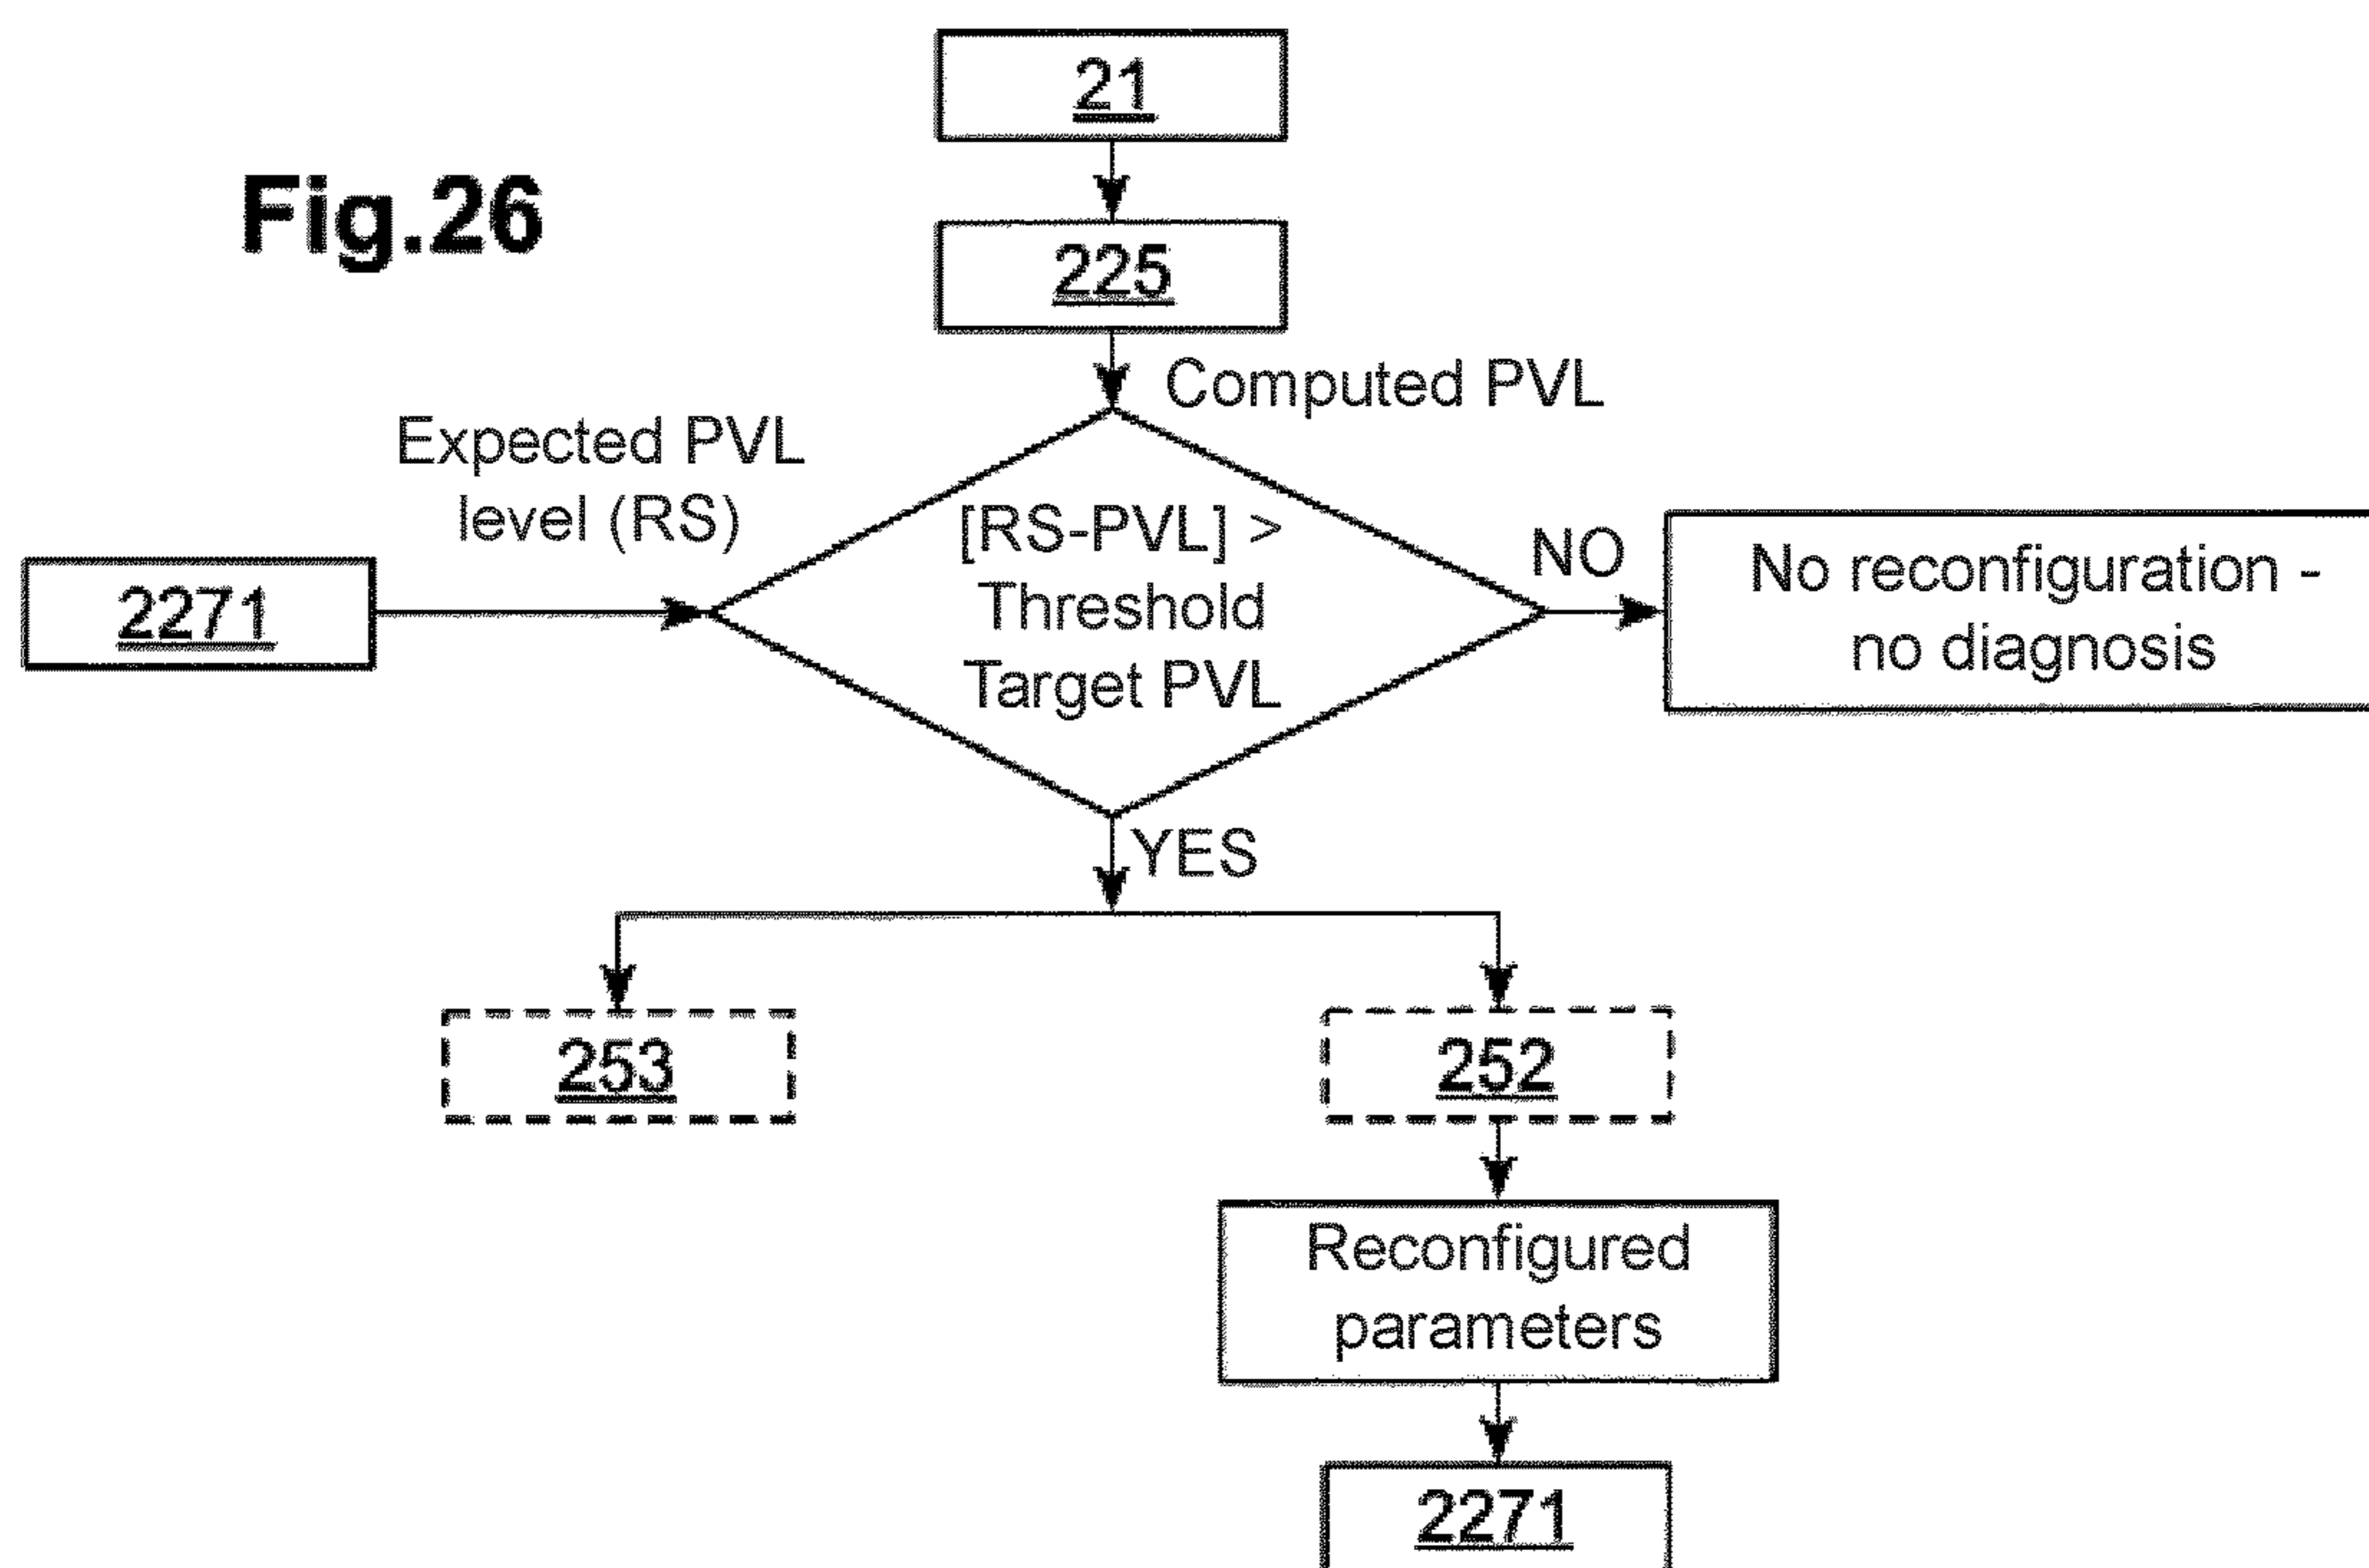 21
Fig.26
225
Computed PVL
Expected PVL
level (RS)
[RS-PVL] >
Threshold
Target PVL
NO
No reconfiguration -
no diagnosis
2271
YES
253
252
Reconfigured
parameters
2271